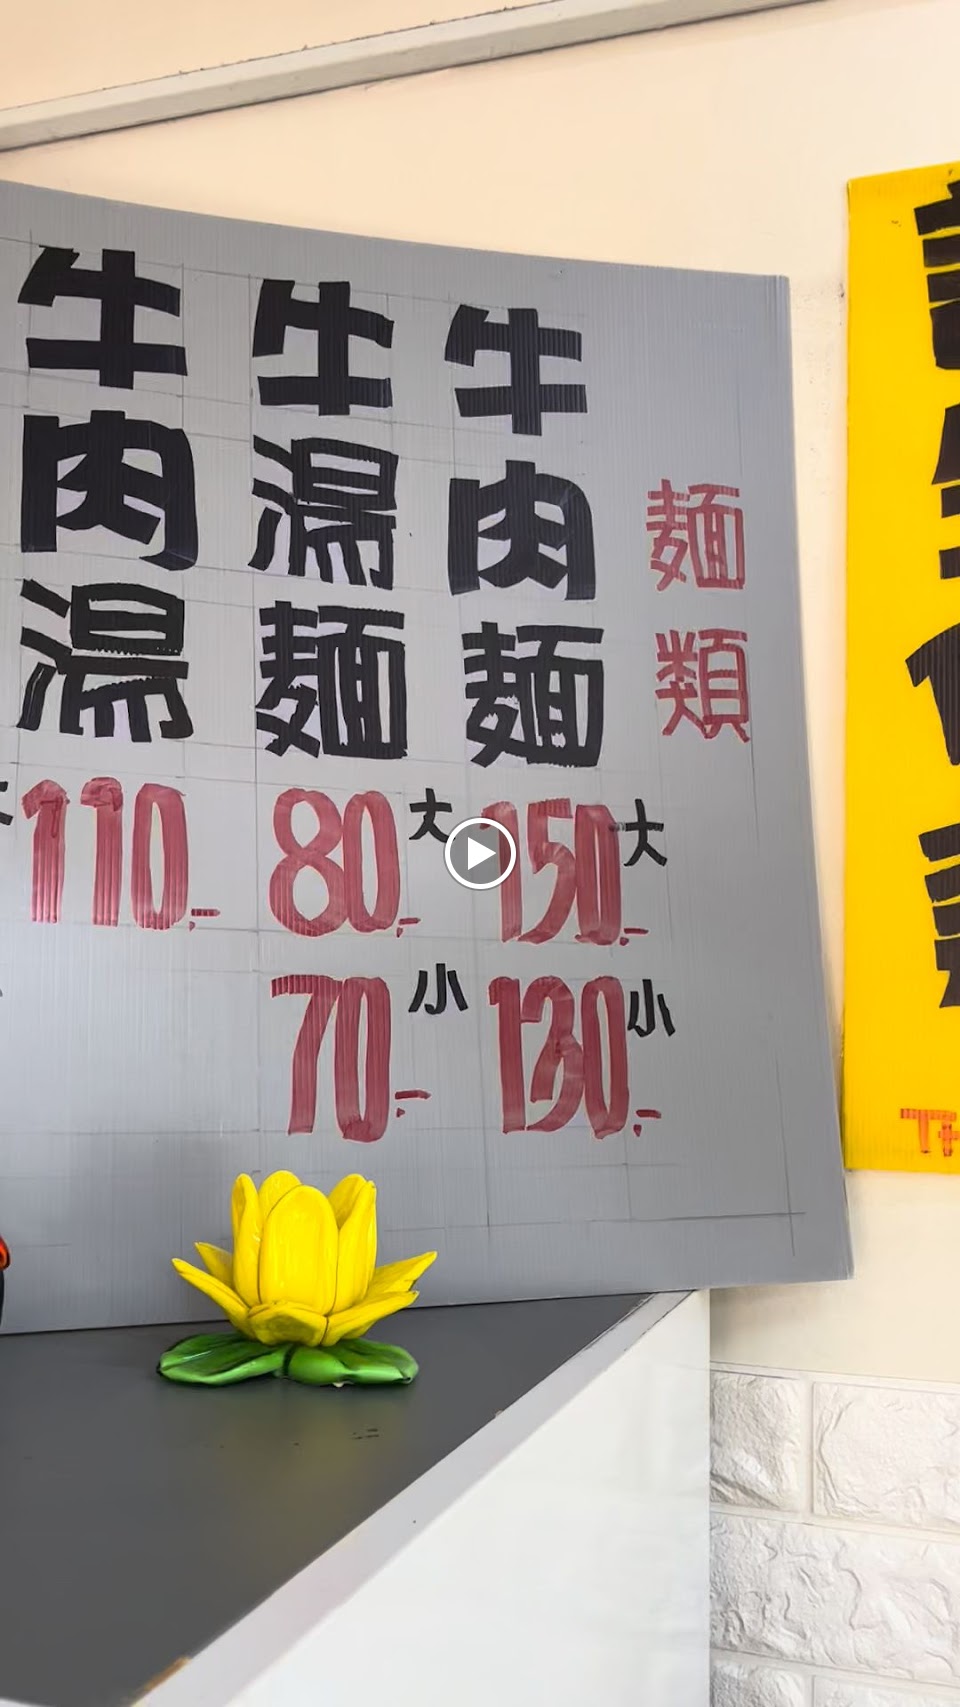 麵類
牛肉麵
大 150.-
小 130.-
牛湯麵
大 80.-
小 70.-
牛肉湯
110.-